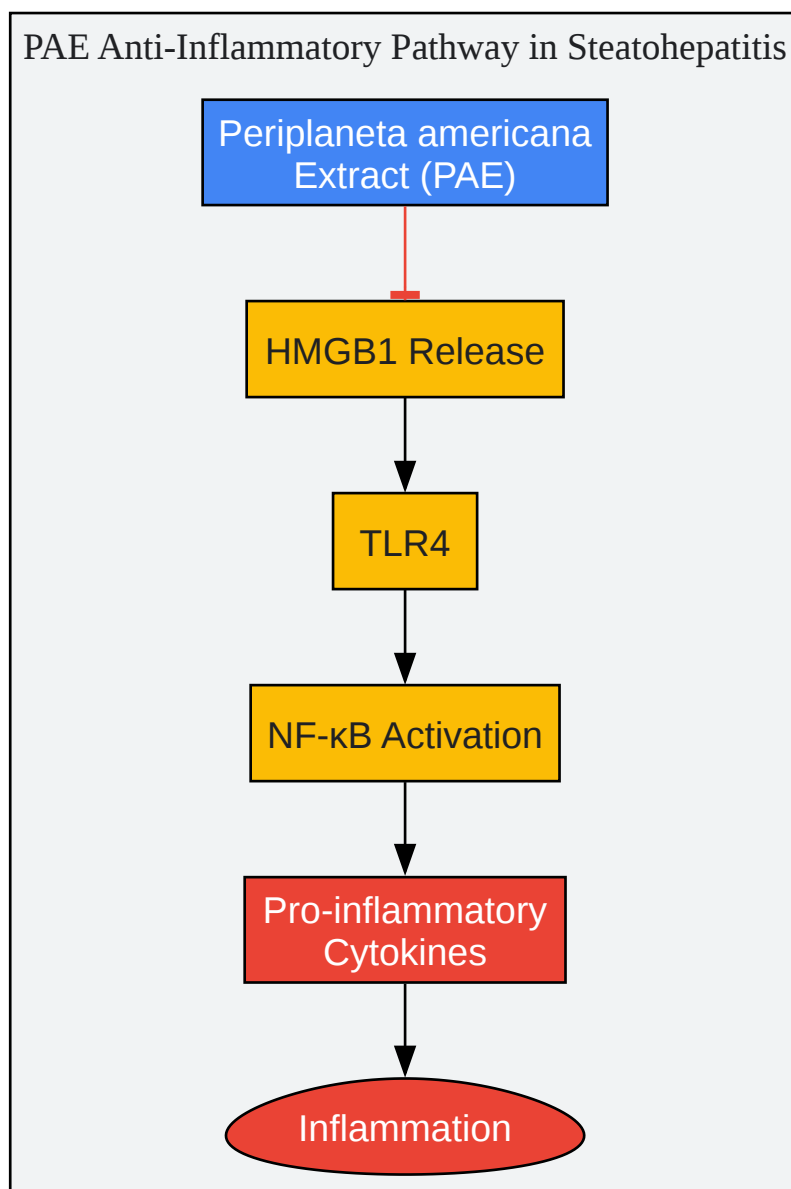 PAE Anti-Inflammatory Pathway in Steatohepatitis
Periplaneta americana
Extract (PAE)
HMGB1 Release
TLR4
NF-κB Activation
Pro-inflammatory
Cytokines
Inflammation